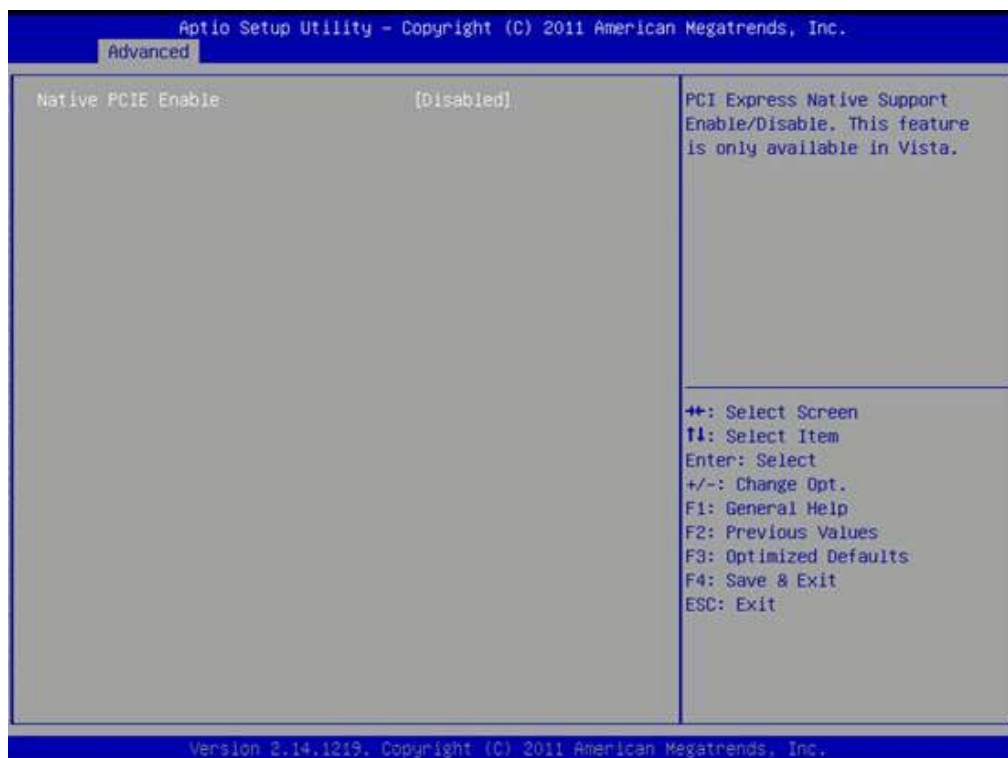 Aptio Setup Utility – Copyright (C) 2011 American Megatrends, Inc.
Advanced
Native PCIE Enable [Disabled]
PCI Express Native Support
Enable/Disable. This feature
is only available in Vista.
→←: Select Screen
↑↓: Select Item
Enter: Select
+/-: Change Opt.
F1: General Help
F2: Previous Values
F3: Optimized Defaults
F4: Save & Exit
ESC: Exit
Version 2.14.1219. Copyright (C) 2011 American Megatrends, Inc.